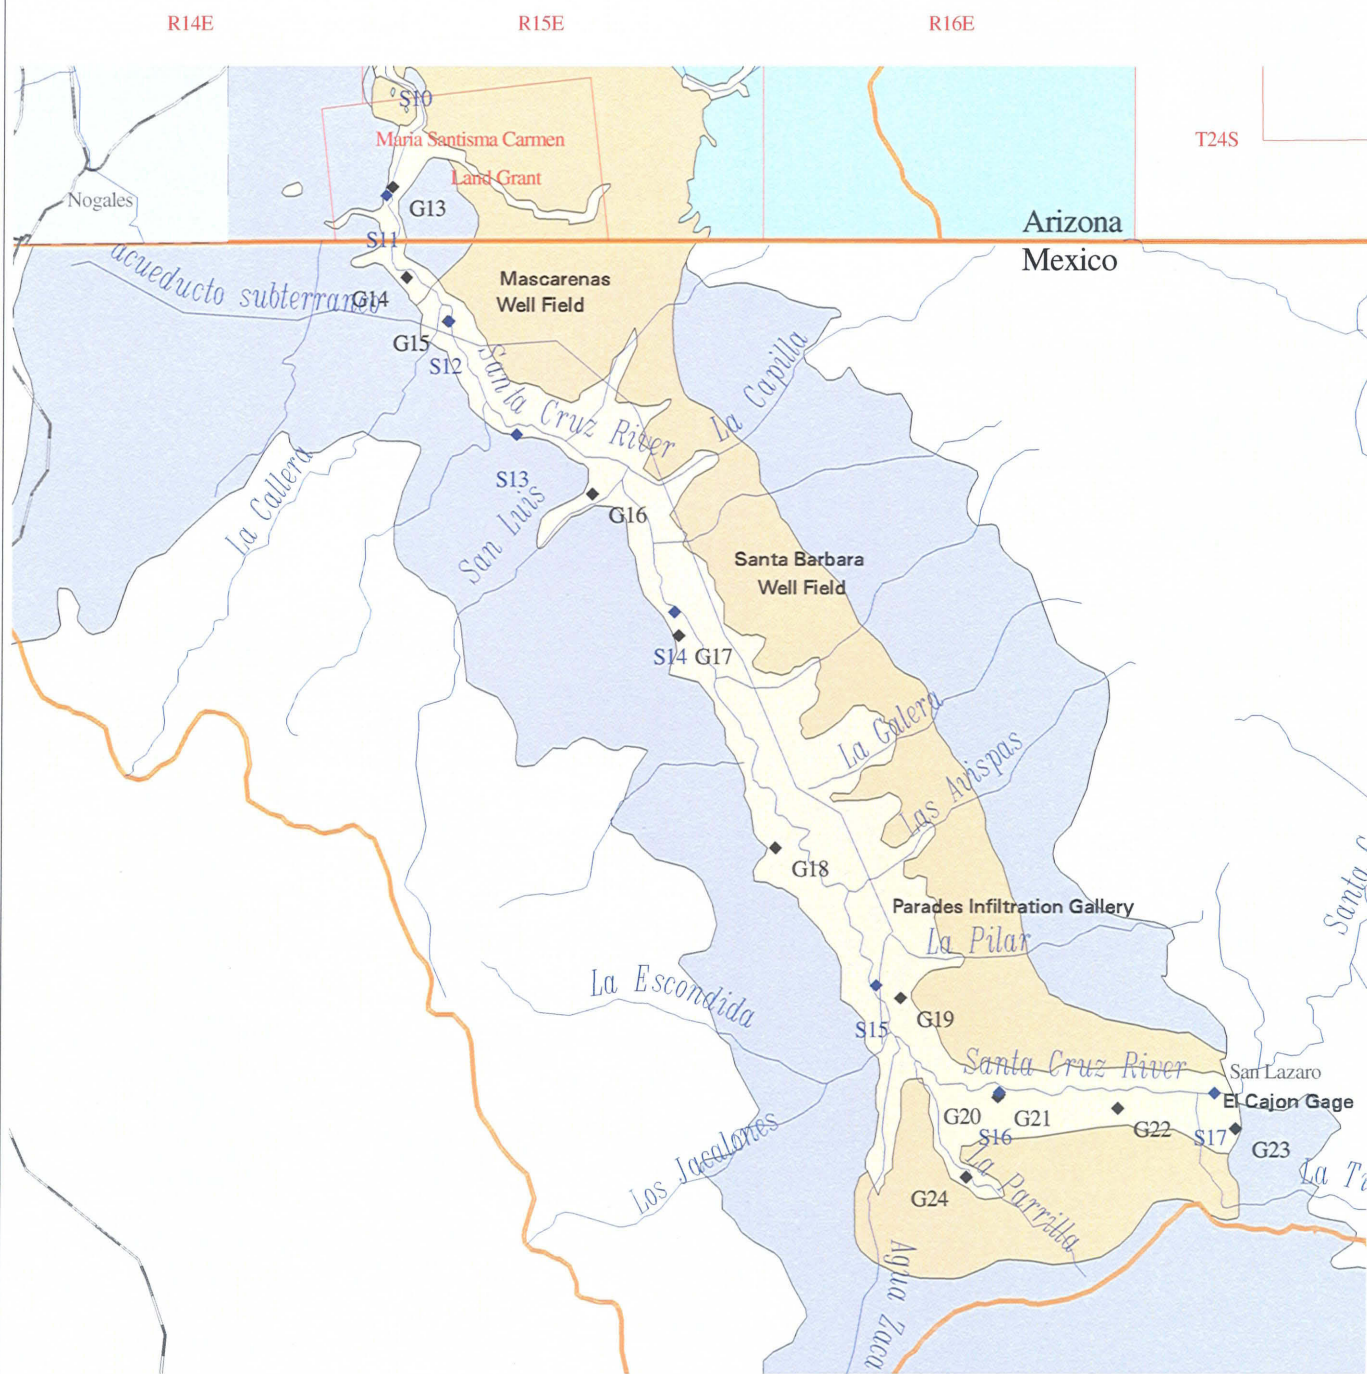 R14E
R15E
R16E
S10
Maria Santisma Carmen
Land Grant
T24S
Nogales
G13
S11
Arizona
Mexico
acueducto subterraneo
G14
Mascarenas
Well Field
G15
S12
Santa Cruz River
La Capilla
La Callera
S13
San Luis
G16
Santa Barbara
Well Field
S14
G17
La Galera
Las Avispas
G18
Parades Infiltration Gallery
La Pilar
Santa C
La Escondida
G19
S15
Santa Cruz River
San Lazaro
El Cajon Gage
G20
G21
S16
G22
S17
G23
Los Jacalones
La Parrilla
La Ti
G24
Agua Zaca